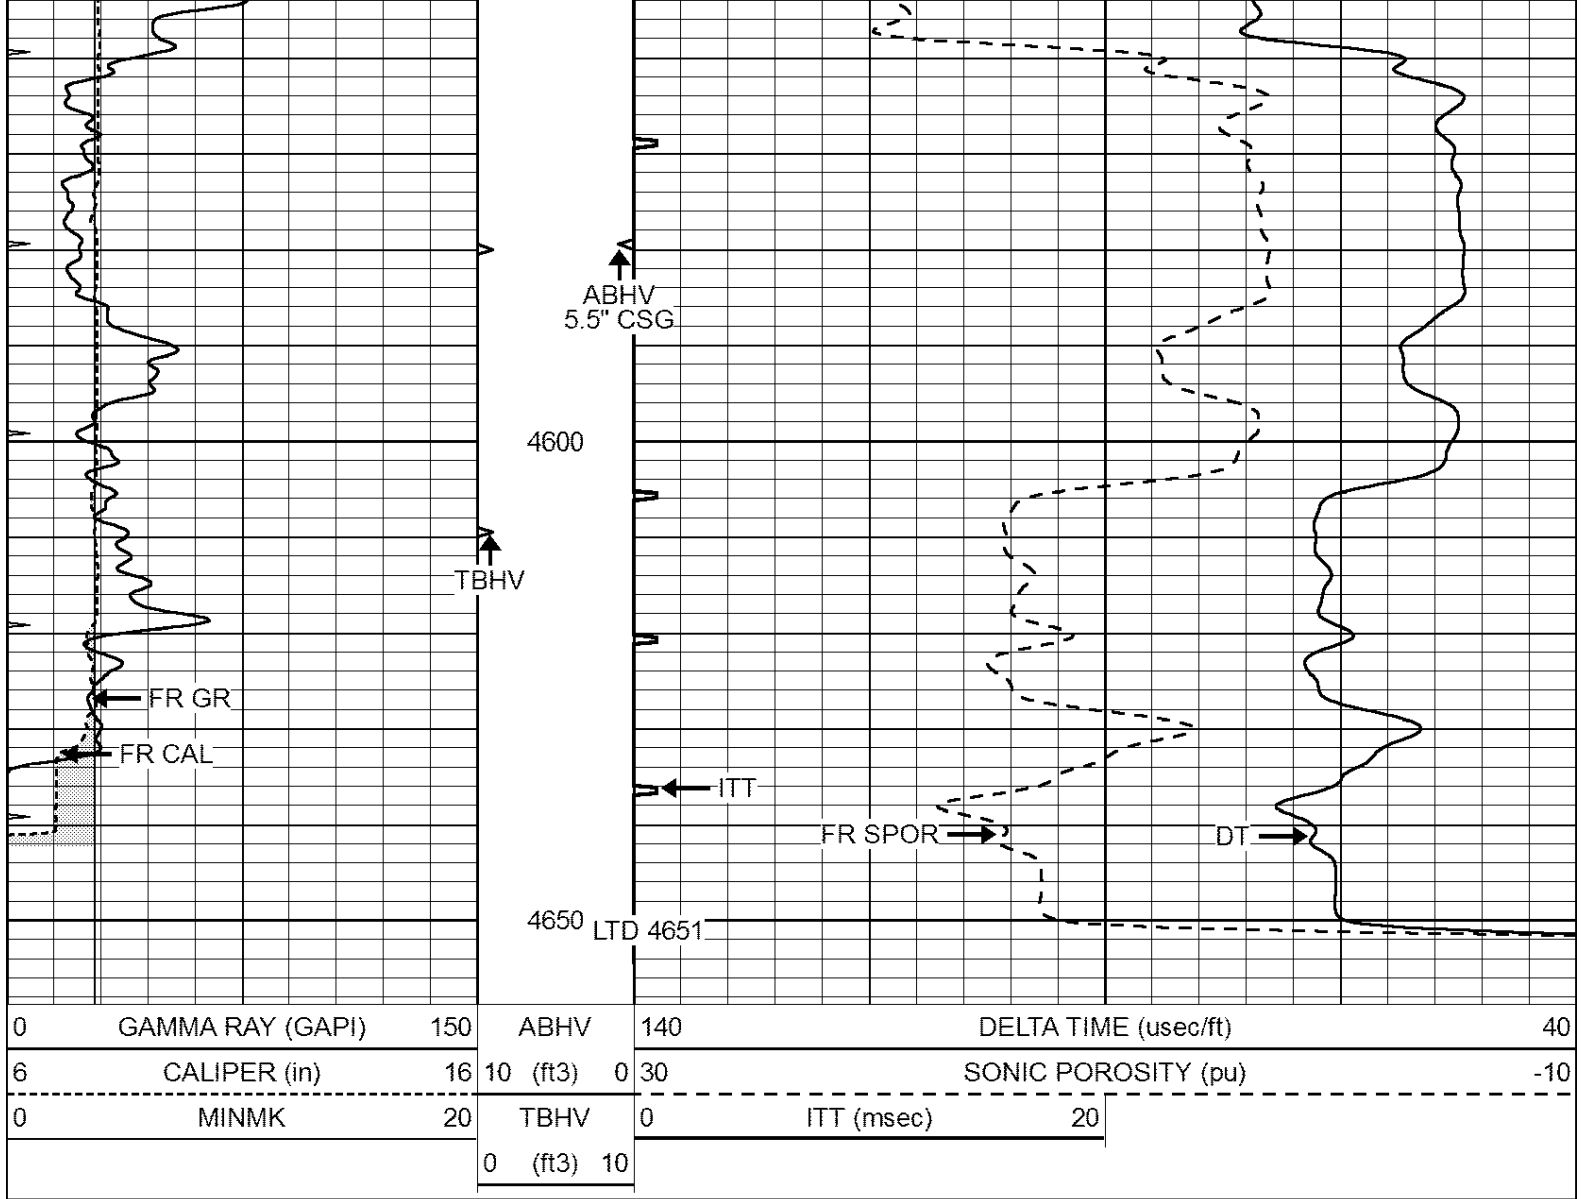 ABHV
5.5" CSG
4600
TBHV
FR GR
FR CAL
ITT
FR SPOR
DT
4650
LTD 4651
0 GAMMA RAY (GAPI) 150
ABHV
140 DELTA TIME (usec/ft) 40
6 CALIPER (in) 16
10 (ft3) 0
30 SONIC POROSITY (pu) -10
0 MINMK 20
TBHV
0 ITT (msec) 20
0 (ft3) 10